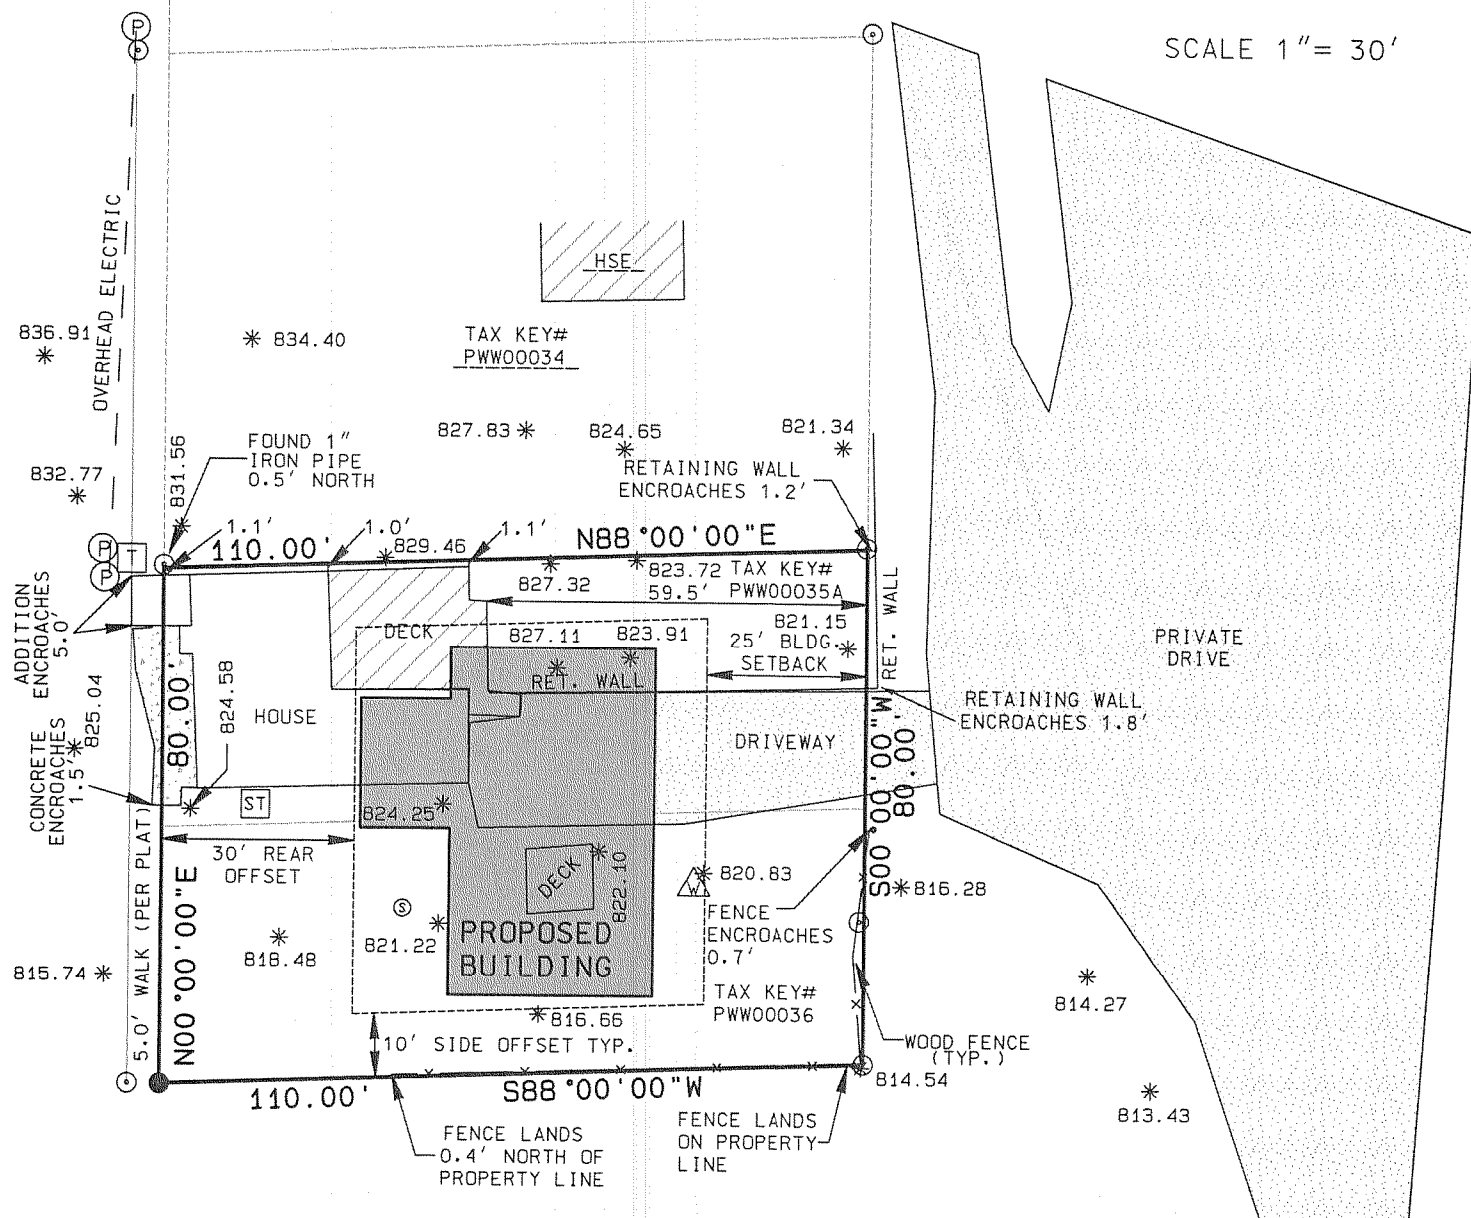 P
SCALE 1"= 30'
OVERHEAD ELECTRIC
HSE
836.91
834.40
TAX KEY#
PWW00034
827.83
824.65
821.34
832.77
831.56
FOUND 1"
IRON PIPE
0.5' NORTH
RETAINING WALL
ENCROACHES 1.2'
P
T
P
1.1'
110.00'
1.0'
829.46
1.1'
N88°00'00"E
827.32
823.72
TAX KEY#
59.5'
PWW00035A
ADDITION
ENCROACHES
5.0'
DECK
827.11
823.91
821.15
25' BLDG.
SETBACK
RET. WALL
RET. WALL
PRIVATE
DRIVE
825.04
80.00'
824.58
HOUSE
DRIVEWAY
RETAINING WALL
ENCROACHES 1.8'
S00°00'00"W
80.00'
CONCRETE
ENCROACHES
1.5'
ST
824.25
30' REAR
OFFSET
5.0' WALK (PER PLAT)
N00°00'00"E
DECK
822.10
W
820.83
816.28
S
FENCE
ENCROACHES
0.7'
821.22
PROPOSED
BUILDING
818.48
815.74
TAX KEY#
PWW00036
814.27
816.66
10' SIDE OFFSET TYP.
WOOD FENCE
(TYP.)
814.54
110.00'
S88°00'00"W
813.43
FENCE LANDS
0.4' NORTH OF
PROPERTY LINE
FENCE LANDS
ON PROPERTY
LINE